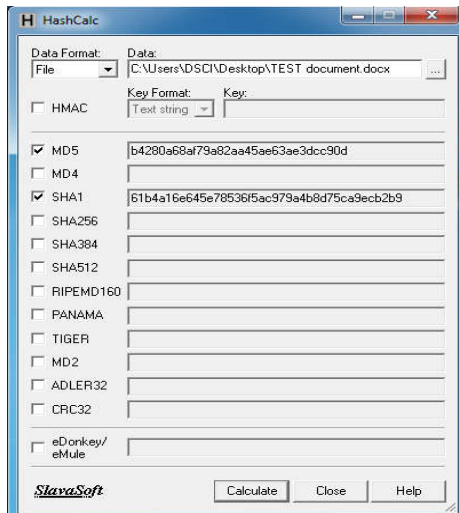 HashCalc
Data Format: Data:
File C:\Users\DSCI\Desktop\TEST document.docx ...
Key Format: Key:
HMAC Text string
MD5 b4280a68af79a82aa45ae63ae3dcc90d
MD4
SHA1 61b4a16e645e78536f5ac979a4b8d75ca9ecb2b9
SHA256
SHA384
SHA512
RIPEMD160
PANAMA
TIGER
MD2
ADLER32
CRC32
eDonkey/
eMule
SlavaSoft Calculate Close Help